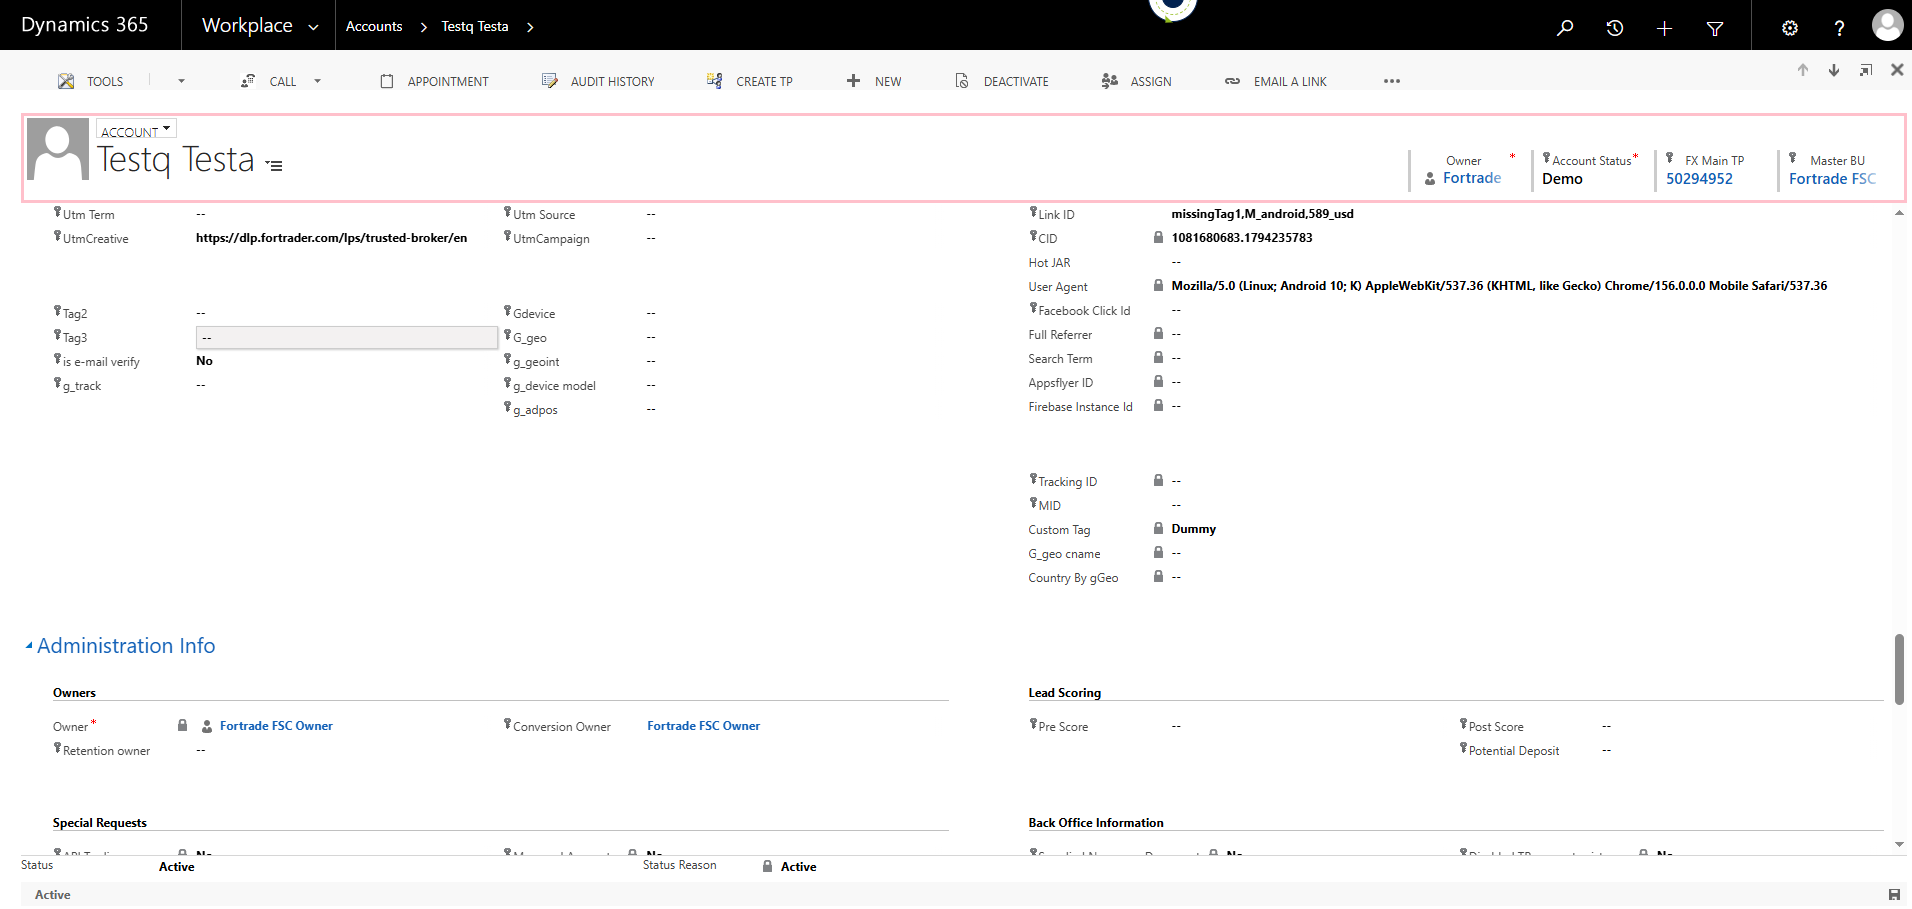 Dynamics 365 Workplace Accounts Testq Testa
TOOLS CALL APPOINTMENT AUDIT HISTORY CREATE TP NEW DEACTIVATE ASSIGN EMAIL A LINK
ACCOUNT
Testq Testa
Owner * Account Status * FX Main TP Master BU
Fortrade Demo 50294952 Fortrade FSC
Utm Term -- Utm Source -- Link ID missingTag1,M_android,589_usd
UtmCreative https://dlp.fortrader.com/lps/trusted-broker/en UtmCampaign -- CID 1081680683.1794235783
Hot JAR --
User Agent Mozilla/5.0 (Linux; Android 10; K) AppleWebKit/537.36 (KHTML, like Gecko) Chrome/156.0.0.0 Mobile Safari/537.36
Tag2 -- Gdevice -- Facebook Click Id --
Tag3 -- G_geo -- Full Referrer --
is e-mail verify No g_geoint -- Search Term --
g_track -- g_device model -- Appsflyer ID --
g_adpos -- Firebase Instance Id --
Tracking ID --
MID --
Custom Tag Dummy
G_geo cname --
Country By gGeo --
Administration Info
Owners Lead Scoring
Owner * Fortrade FSC Owner Conversion Owner Fortrade FSC Owner Pre Score -- Post Score --
Retention owner -- Potential Deposit --
Special Requests Back Office Information
No No No No
Status Active Status Reason Active
Active